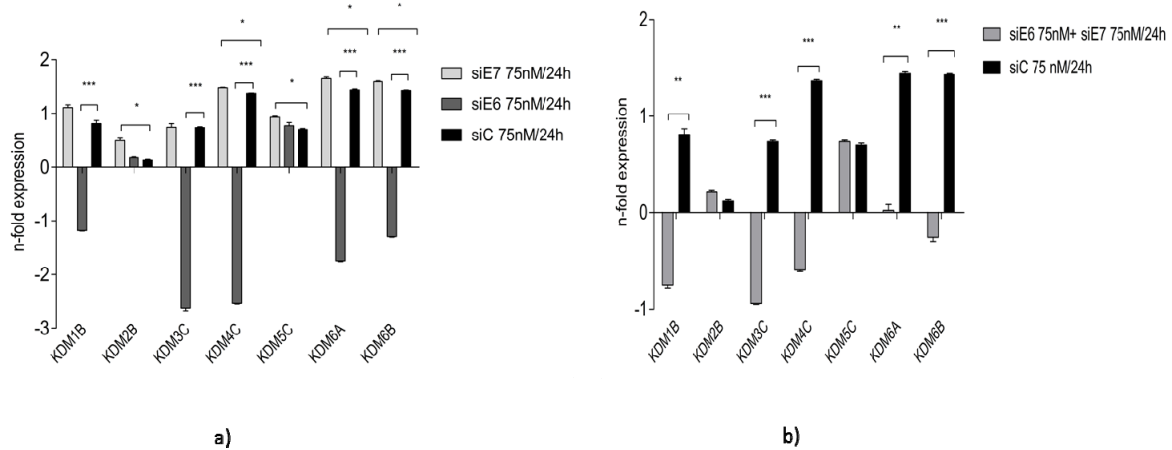 * * *
*** * *** *** * *** ***
2
1
0
-1
-2
-3
n-fold expression
KDM1B KDM2B KDM3C KDM4C KDM5C KDM6A KDM6B
siE7 75nM/24h
siE6 75nM/24h
siC 75nM/24h
a)
** *** *** ** ***
2
1
0
-1
n-fold expression
KDM1B KDM2B KDM3C KDM4C KDM5C KDM6A KDM6B
siE6 75nM+ siE7 75nM/24h
siC 75 nM/24h
b)